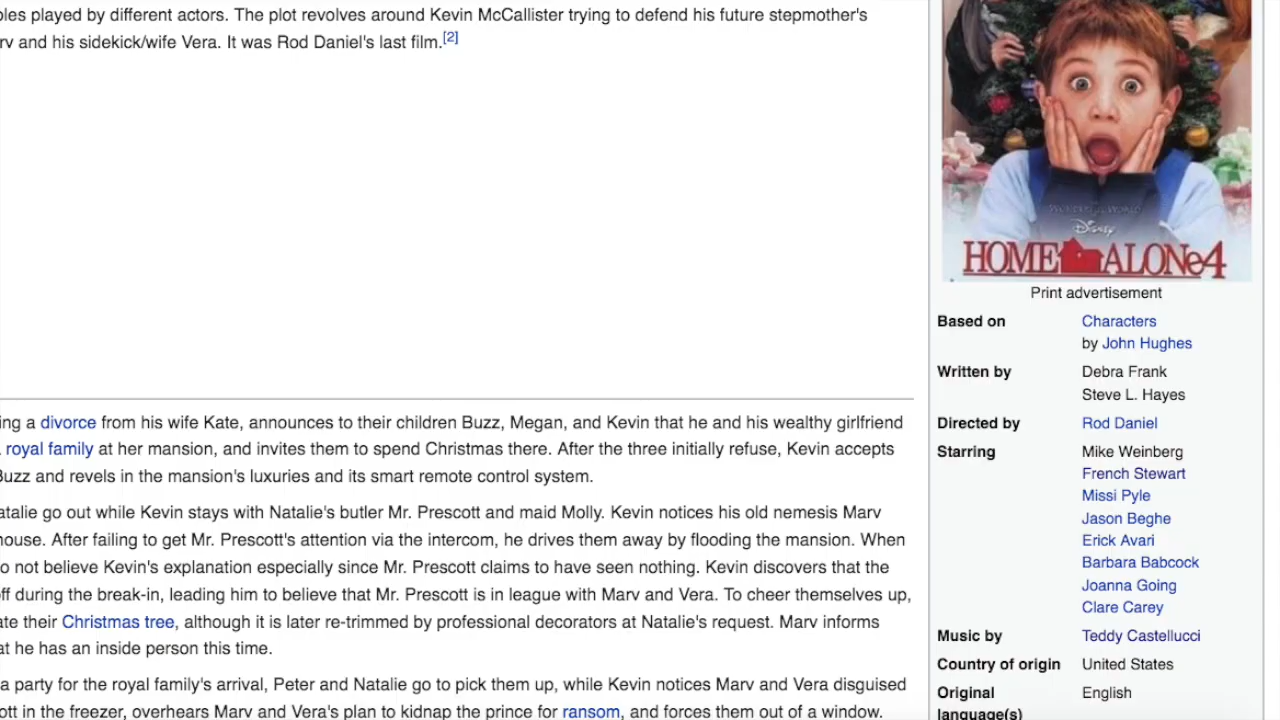 ples played by different actors. The plot revolves around Kevin McCallister trying to defend his future stepmother's
rv and his sidekick/wife Vera. It was Rod Daniel's last film.[2]
ing a divorce from his wife Kate, announces to their children Buzz, Megan, and Kevin that he and his wealthy girlfriend
royal family at her mansion, and invites them to spend Christmas there. After the three initially refuse, Kevin accepts
Buzz and revels in the mansion's luxuries and its smart remote control system.
atalie go out while Kevin stays with Natalie's butler Mr. Prescott and maid Molly. Kevin notices his old nemesis Marv
house. After failing to get Mr. Prescott's attention via the intercom, he drives them away by flooding the mansion. When
o not believe Kevin's explanation especially since Mr. Prescott claims to have seen nothing. Kevin discovers that the
ff during the break-in, leading him to believe that Mr. Prescott is in league with Marv and Vera. To cheer themselves up,
ate their Christmas tree, although it is later re-trimmed by professional decorators at Natalie's request. Marv informs
at he has an inside person this time.
a party for the royal family's arrival, Peter and Natalie go to pick them up, while Kevin notices Marv and Vera disguised
ott in the freezer, overhears Marv and Vera's plan to kidnap the prince for ransom, and forces them out of a window.
WONDERFUL WORLD
Disney
HOME ALONe4
Print advertisement
Based on Characters
by John Hughes
Written by Debra Frank
Steve L. Hayes
Directed by Rod Daniel
Starring Mike Weinberg
French Stewart
Missi Pyle
Jason Beghe
Erick Avari
Barbara Babcock
Joanna Going
Clare Carey
Music by Teddy Castellucci
Country of origin United States
Original English
language(s)